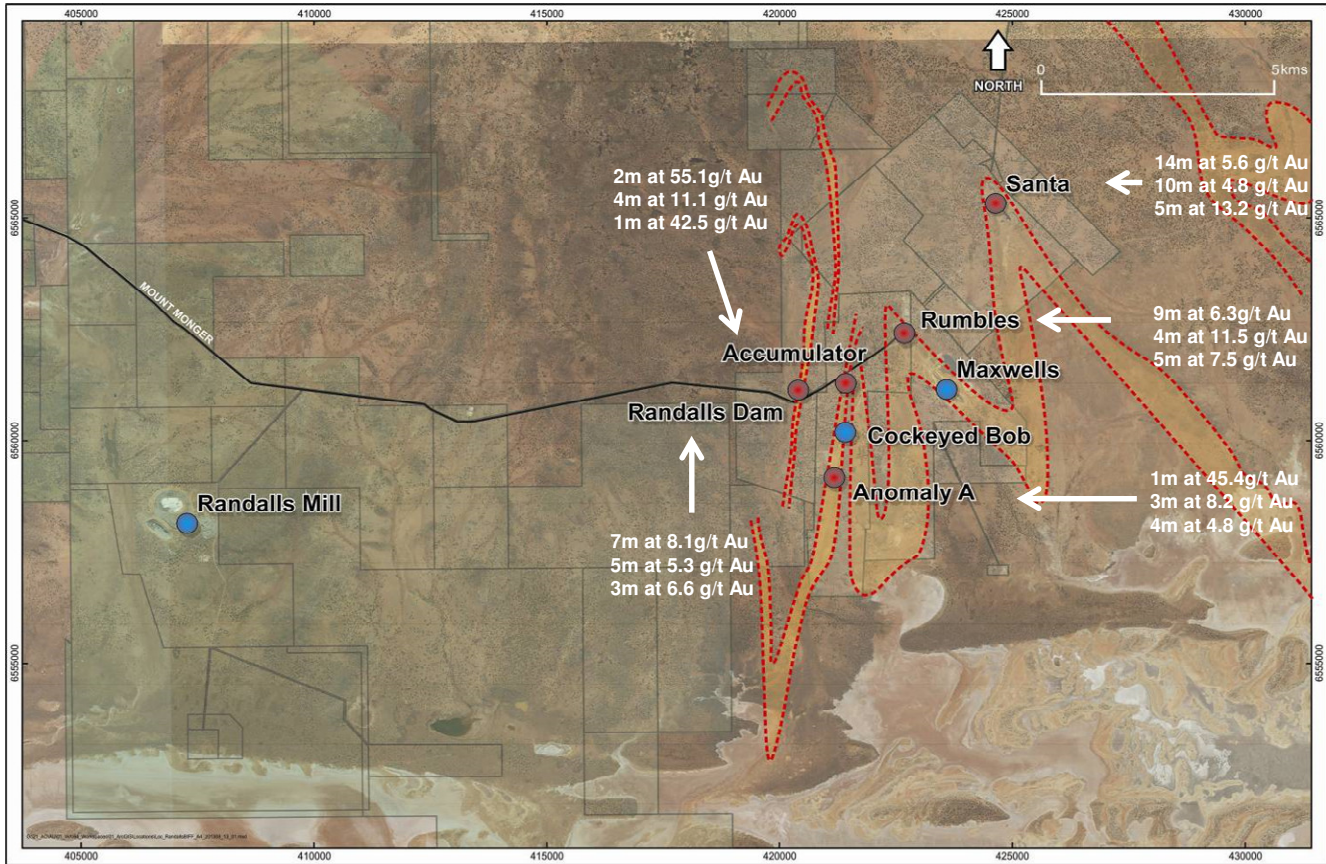 405000
410000
415000
420000
425000
430000
NORTH
0
5kms
2m at 55.1g/t Au
4m at 11.1 g/t Au
1m at 42.5 g/t Au
14m at 5.6 g/t Au
10m at 4.8 g/t Au
5m at 13.2 g/t Au
Santa
6565000
6565000
MOUNT MONGER
Rumbles
9m at 6.3g/t Au
4m at 11.5 g/t Au
5m at 7.5 g/t Au
Accumulator
Maxwells
Randalls Dam
Cockeyed Bob
6560000
6560000
Anomaly A
1m at 45.4g/t Au
3m at 8.2 g/t Au
4m at 4.8 g/t Au
Randalls Mill
7m at 8.1g/t Au
5m at 5.3 g/t Au
3m at 6.6 g/t Au
6555000
6555000
405000
410000
415000
420000
425000
430000